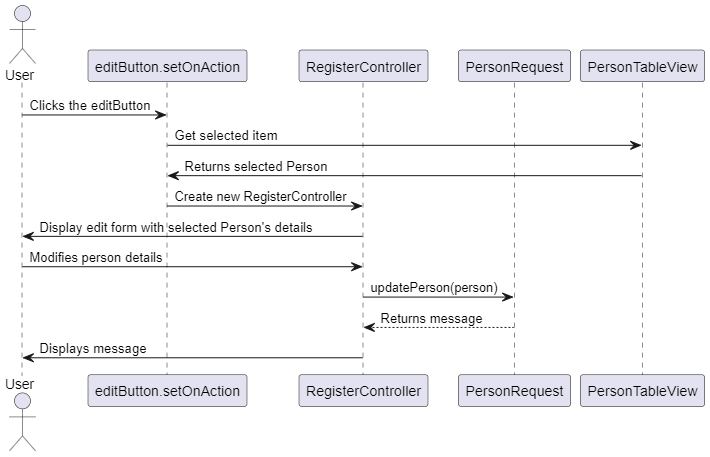 User
editButton.setOnAction
RegisterController
PersonRequest
PersonTableView
Clicks the editButton
Get selected item
Returns selected Person
Create new RegisterController
Display edit form with selected Person's details
Modifies person details
updatePerson(person)
Returns message
Displays message
User
editButton.setOnAction
RegisterController
PersonRequest
PersonTableView